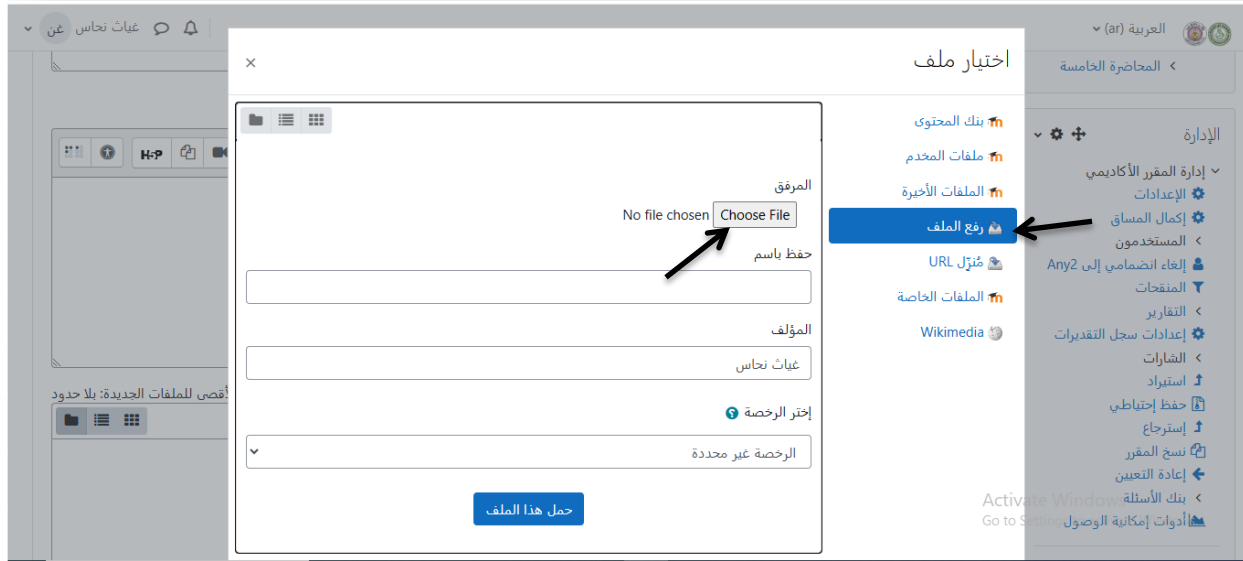 العربية (ar)
غياث نحاس
غن
المحاضرة الخامسة
الإدارة
إدارة المقرر الأكاديمي
الإعدادات
إكمال المساق
المستخدمون
إلغاء انضمامي إلى Any2
المنقحات
التقارير
إعدادات سجل التقديرات
الشارات
استيراد
حفظ إحتياطي
إسترجاع
نسخ المقرر
إعادة التعيين
بنك الأسئلة
أدوات إمكانية الوصول
اختيار ملف
×
بنك المحتوى
ملفات المخدم
الملفات الأخيرة
رفع الملف
مُنزِّل URL
الملفات الخاصة
Wikimedia
المرفق
Choose File No file chosen
حفظ باسم
المؤلف
غياث نحاس
إختر الرخصة
الرخصة غير محددة
حمل هذا الملف
H-P
أقصى للملفات الجديدة: بلا حدود
Activate Windows
Go to Settings